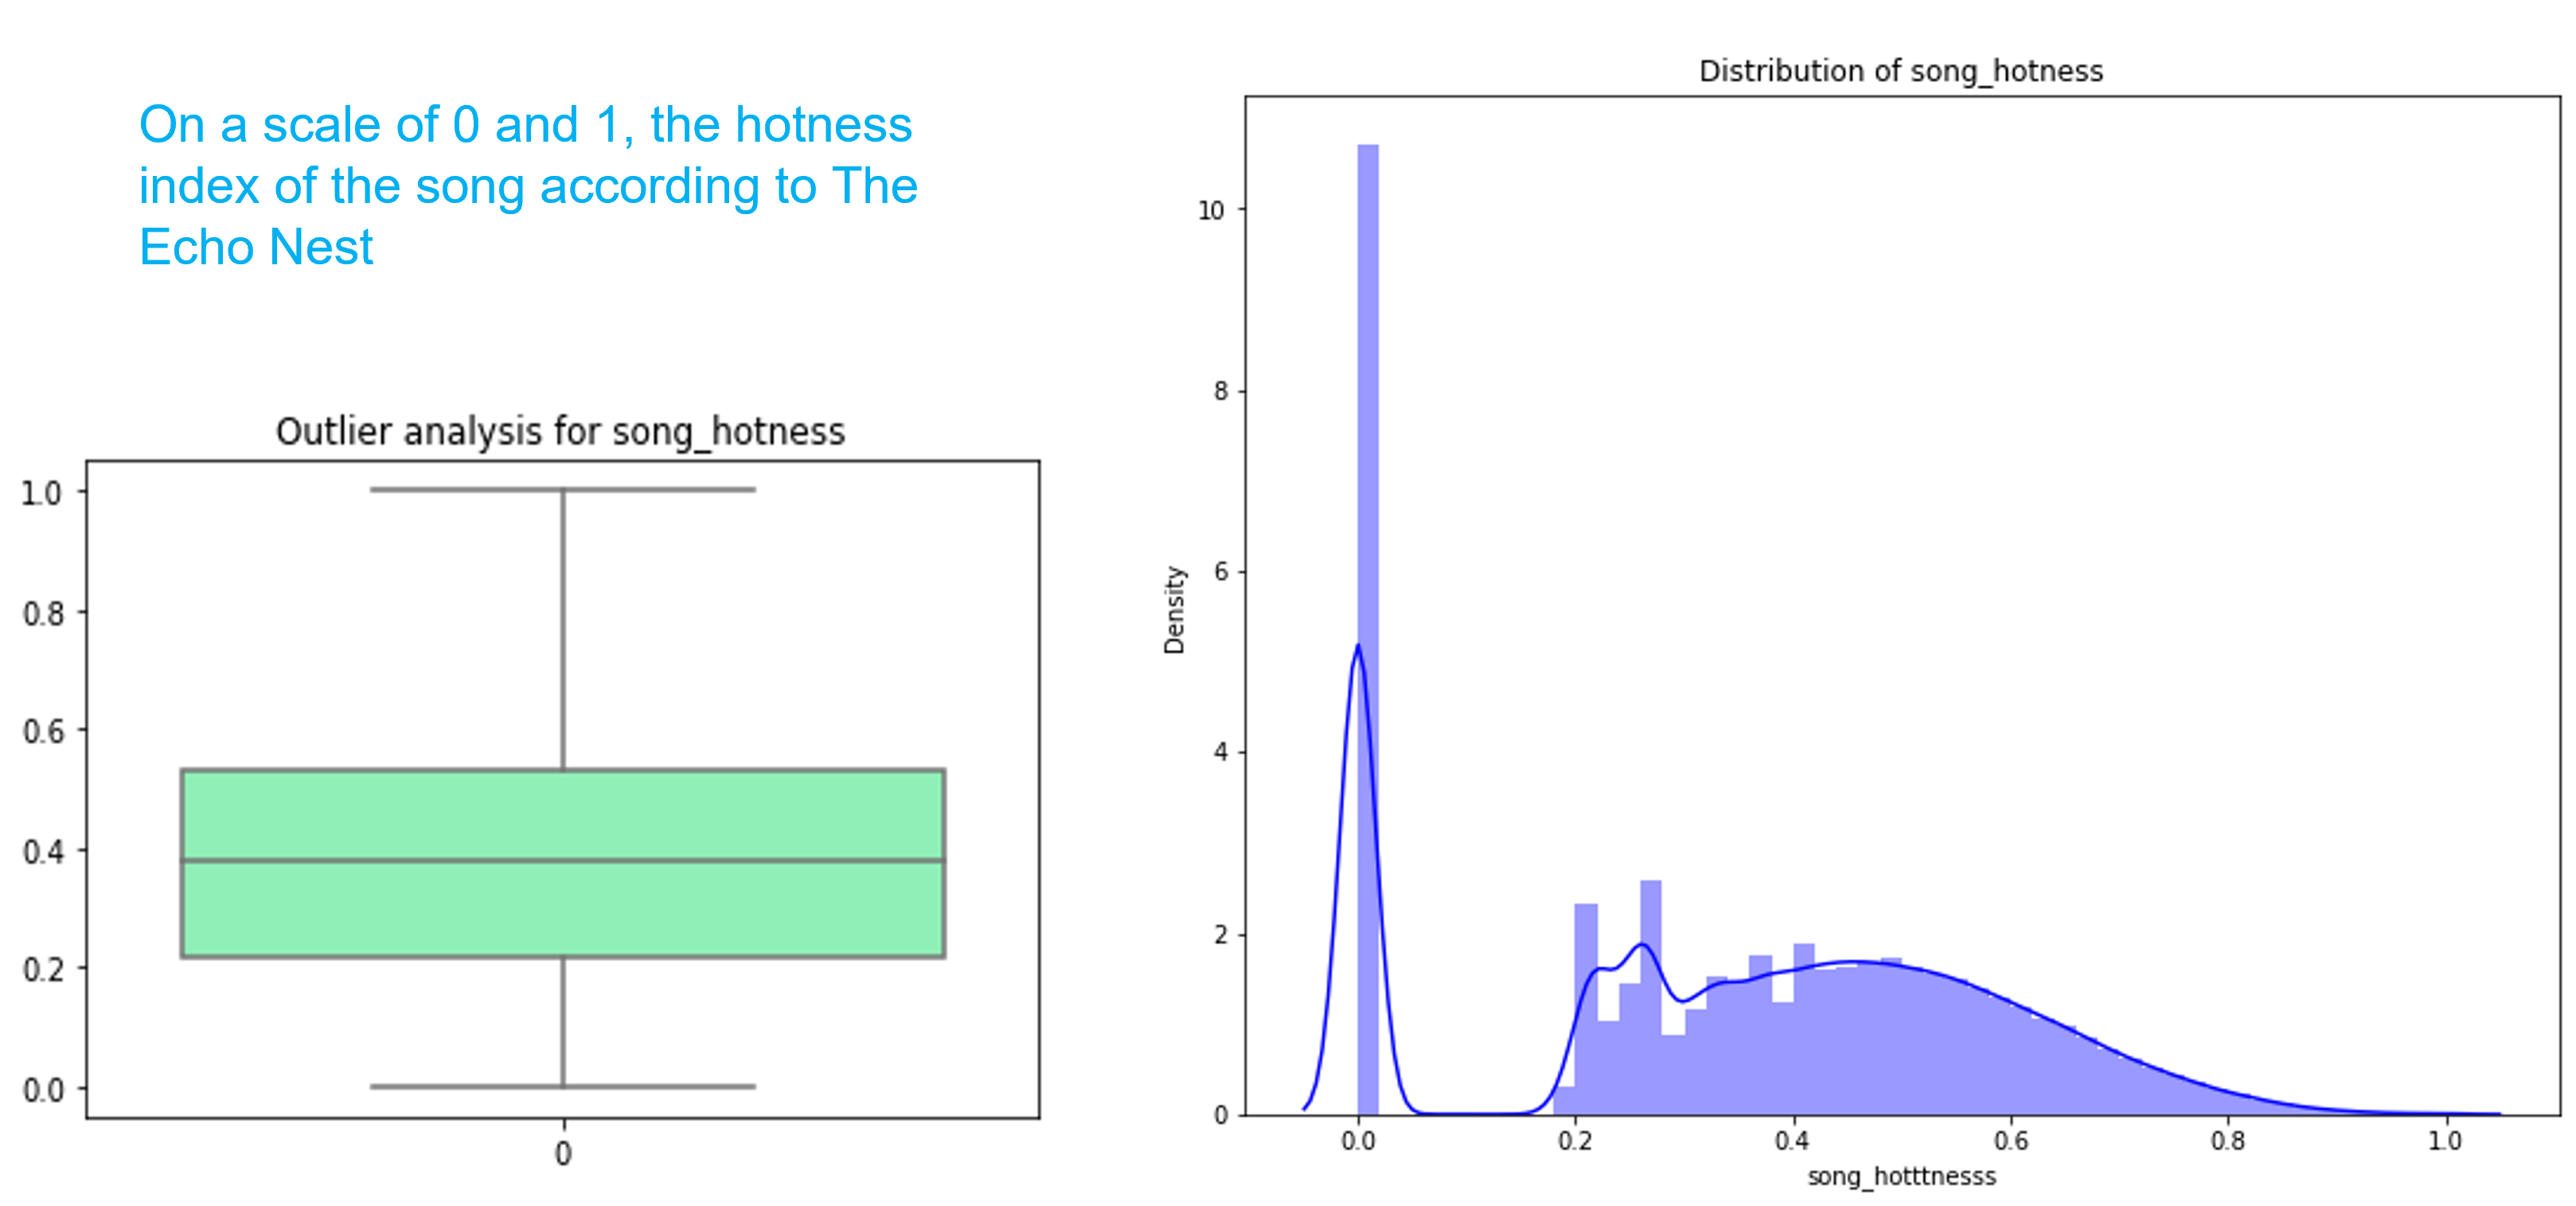 On a scale of 0 and 1, the hotness
index of the song according to The
Echo Nest
Outlier analysis for song_hotness
1.0
0.8
0.6
0.4
0.2
0.0
0
Distribution of song_hotness
Density
10
8
6
4
2
0
0.0 0.2 0.4 0.6 0.8 1.0
song_hotttnesss